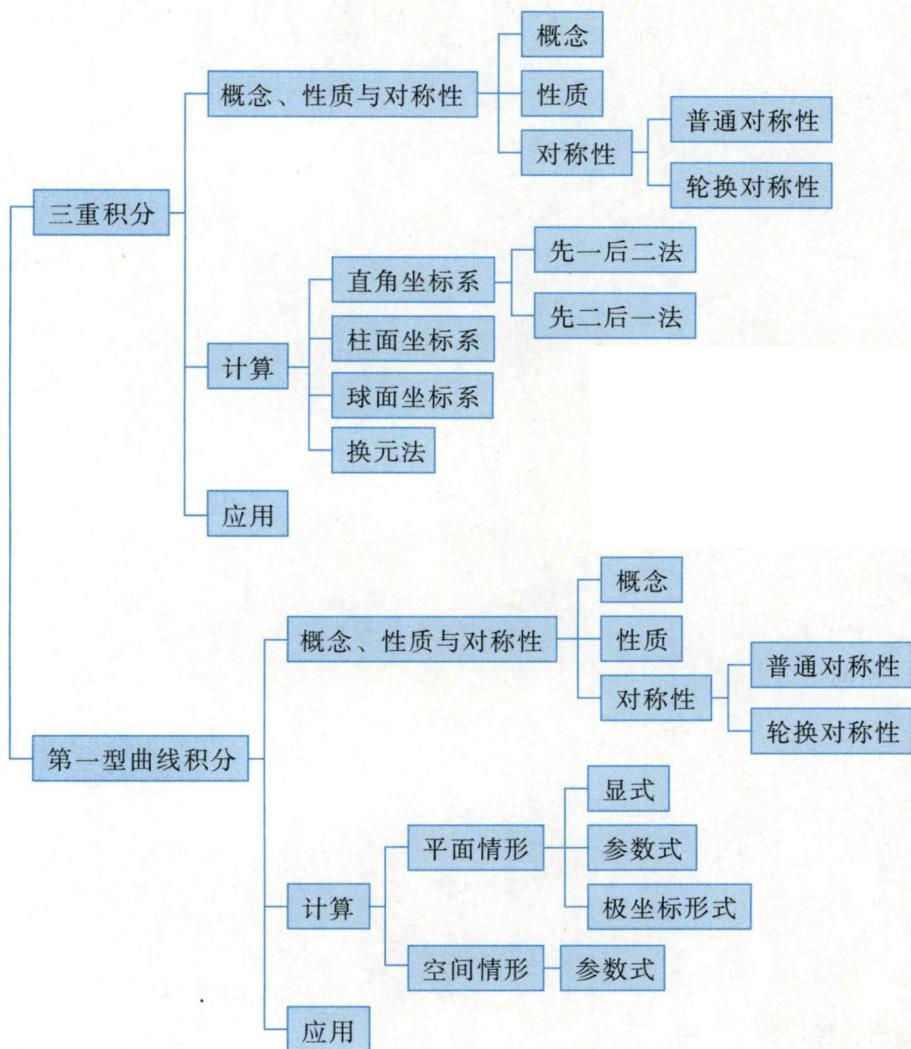 概念
概念、性质与对称性
性质
普通对称性
对称性
轮换对称性
三重积分
先一后二法
直角坐标系
先二后一法
柱面坐标系
计算
球面坐标系
换元法
应用
概念
概念、性质与对称性
性质
普通对称性
对称性
轮换对称性
第一型曲线积分
显式
平面情形
参数式
计算
极坐标形式
空间情形
参数式
应用